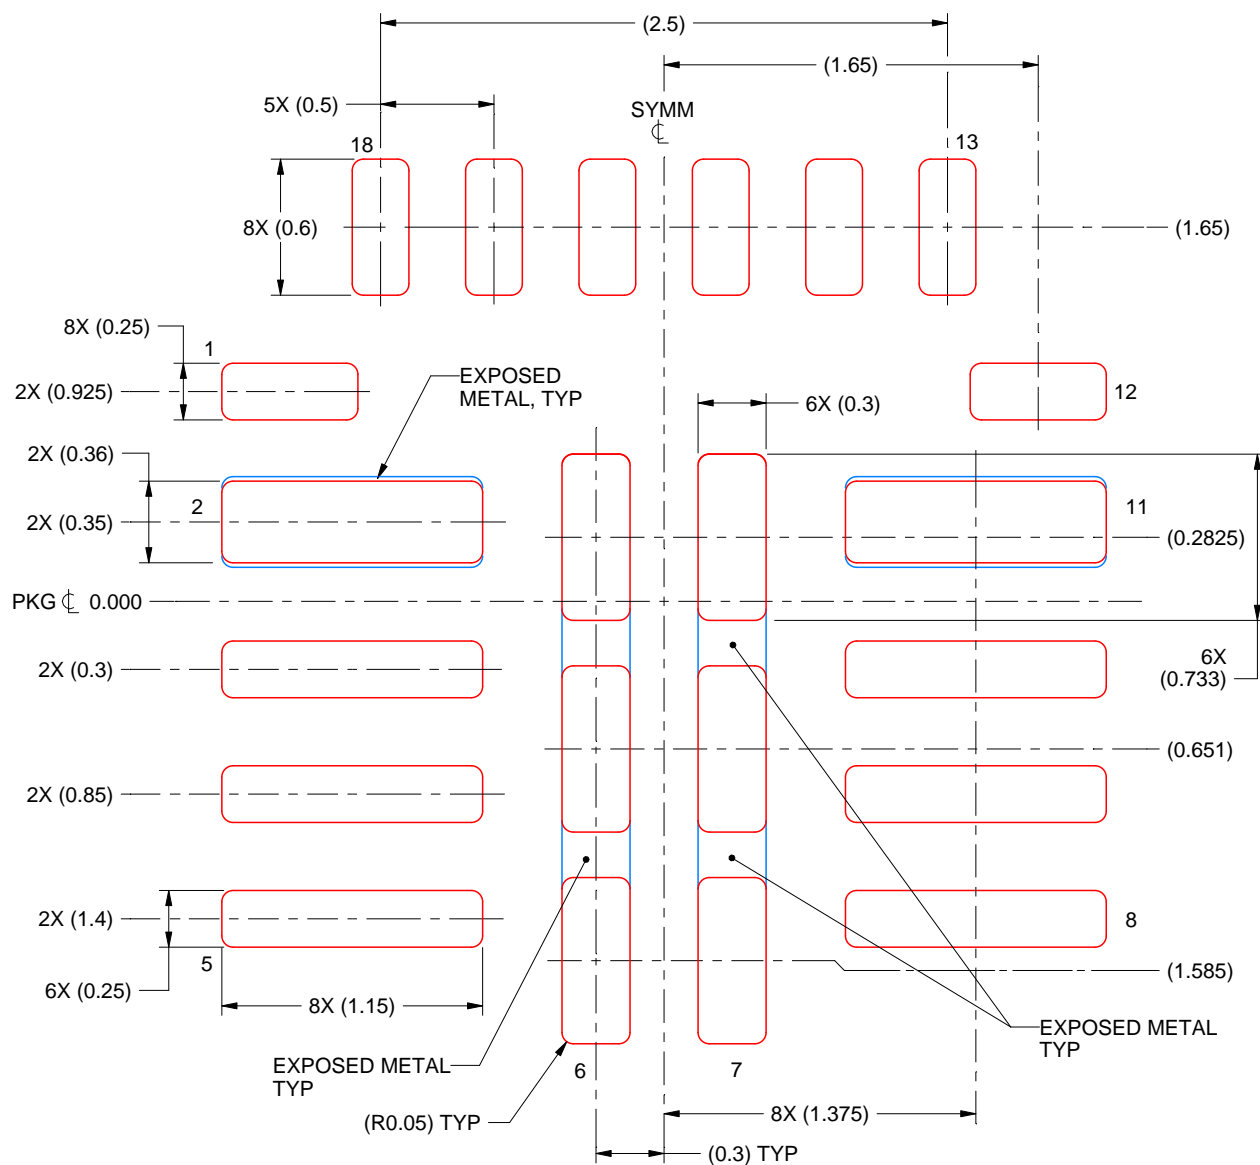 (2.5)
(1.65)
5X (0.5)
SYMM
℄
18
13
8X (0.6)
(1.65)
8X (0.25)
1
2X (0.925)
EXPOSED
METAL, TYP
6X (0.3)
12
2X (0.36)
2
2X (0.35)
11
(0.2825)
PKG ℄ 0.000
2X (0.3)
6X
(0.733)
(0.651)
2X (0.85)
2X (1.4)
8
5
(1.585)
6X (0.25)
8X (1.15)
EXPOSED METAL
TYP
EXPOSED METAL
TYP
6
7
(R0.05) TYP
8X (1.375)
(0.3) TYP